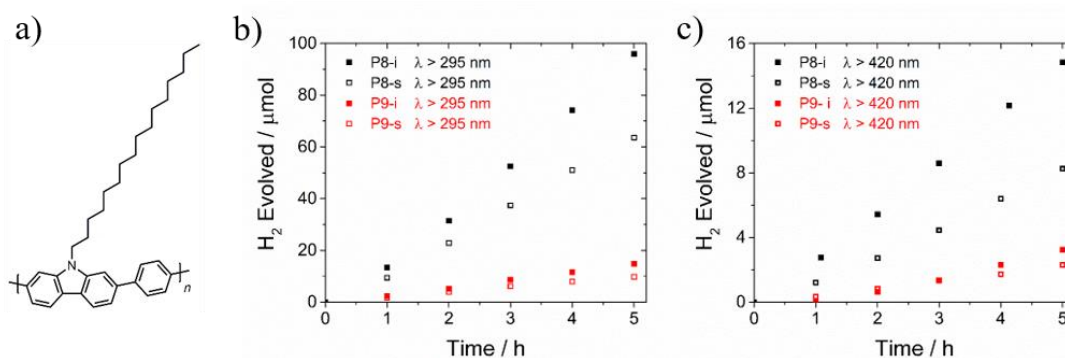 a)
N
n
b)
H2 Evolved / μmol
100
80
60
40
20
0
P8-i λ > 295 nm
P8-s λ > 295 nm
P9-i λ > 295 nm
P9-s λ > 295 nm
0 1 2 3 4 5
Time / h
c)
H2 Evolved / μmol
16
12
8
4
0
P8-i λ > 420 nm
P8-s λ > 420 nm
P9- i λ > 420 nm
P9-s λ > 420 nm
0 1 2 3 4 5
Time / h